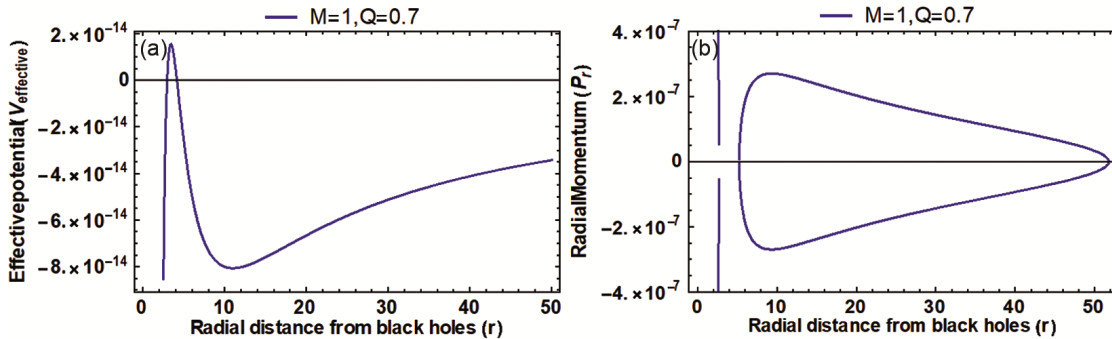 M=1,Q=0.7
(a)
2.×10⁻¹⁴
0
−2.×10⁻¹⁴
−4.×10⁻¹⁴
−6.×10⁻¹⁴
−8.×10⁻¹⁴
Effectivepotential(Veffective)
0 10 20 30 40 50
Radial distance from black holes (r)
M=1,Q=0.7
(b)
4.×10⁻⁷
2.×10⁻⁷
0
−2.×10⁻⁷
−4.×10⁻⁷
RadialMomentum(Pr)
0 10 20 30 40 50
Radial distance from black holes (r)